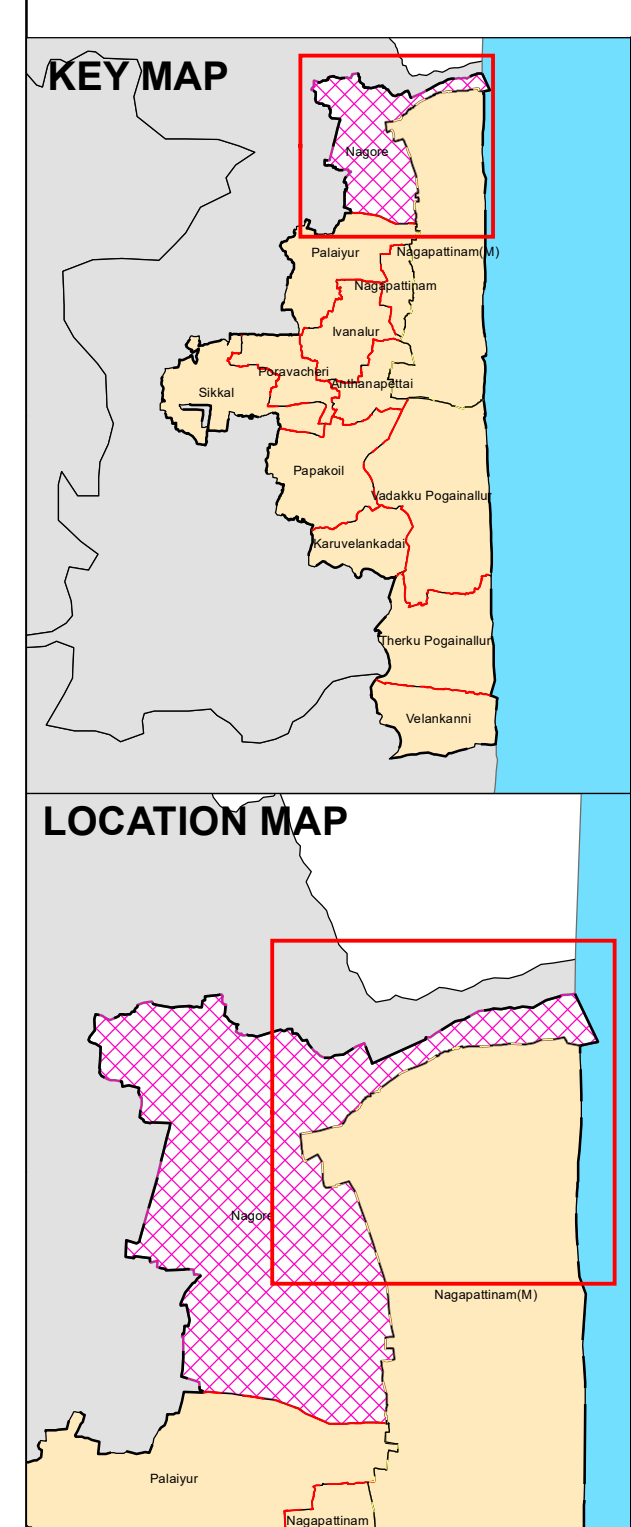 KEY MAP
Nagore
Palaiyur
Nagapattinam(M)
Nagapattinam
Ivanalur
Poravacheri
Anthanapettai
Sikkal
Papakoil
Vadakku Pogainallur
Karuvelankadai
Therku Pogainallur
Velankanni
LOCATION MAP
Nagore
Nagapattinam(M)
Palaiyur
Nagapattinam